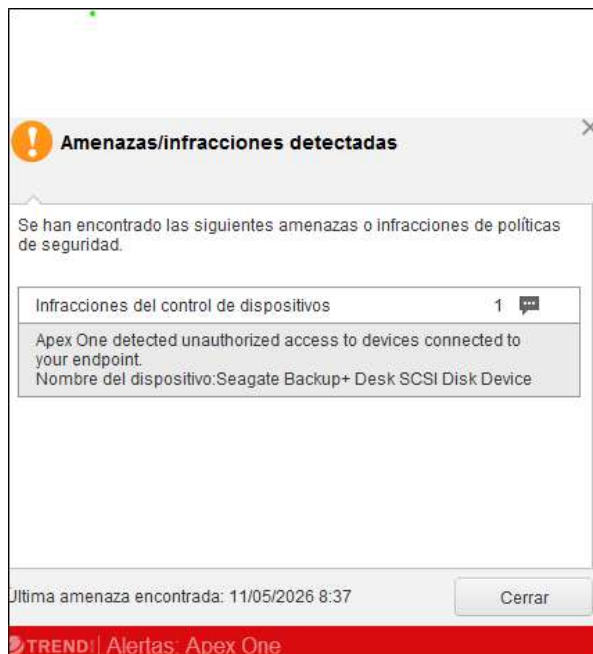 Amenazas/infracciones detectadas
Se han encontrado las siguientes amenazas o infracciones de políticas
de seguridad.
Infracciones del control de dispositivos 1
Apex One detected unauthorized access to devices connected to
your endpoint.
Nombre del dispositivo:Seagate Backup+ Desk SCSI Disk Device
Última amenaza encontrada: 11/05/2026 8:37 Cerrar
TREND | Alertas: Apex One